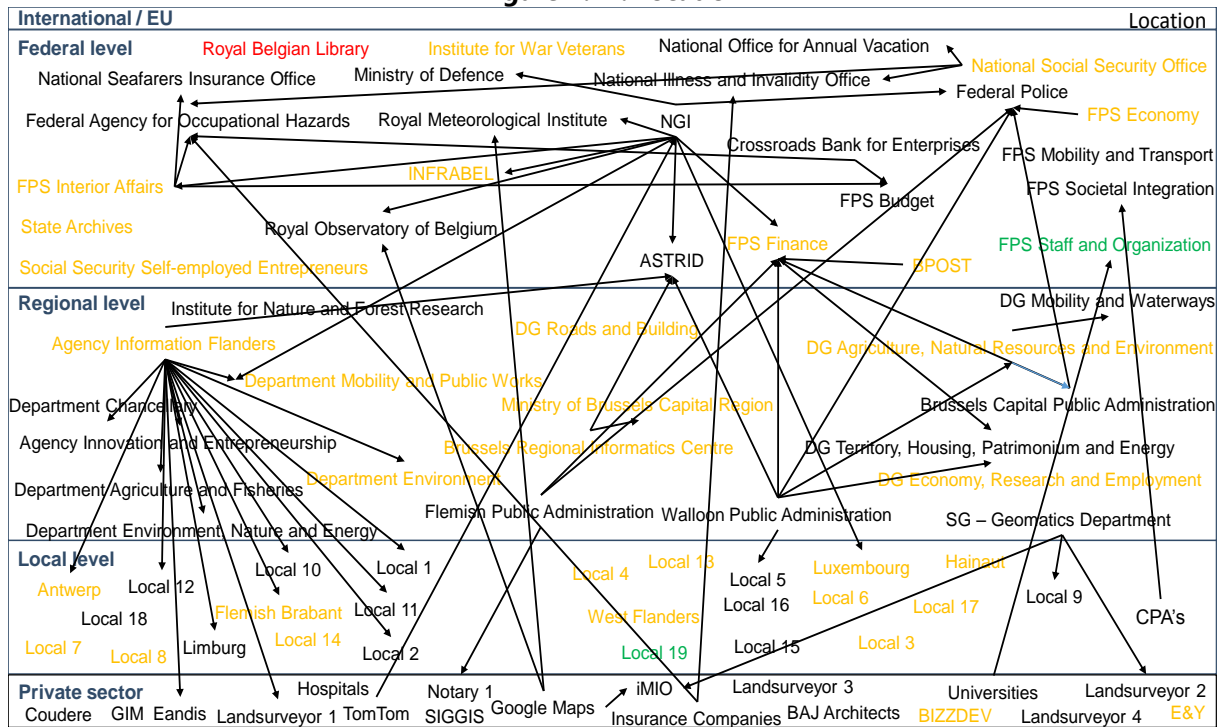 International / EU
Location
Federal level
Royal Belgian Library
Institute for War Veterans
National Office for Annual Vacation
National Social Security Office
National Seafarers Insurance Office
Ministry of Defence
National Illness and Invalidity Office
Federal Police
FPS Economy
Federal Agency for Occupational Hazards
Royal Meteorological Institute
NGI
Crossroads Bank for Enterprises
FPS Mobility and Transport
FPS Interior Affairs
INFRABEL
FPS Budget
FPS Societal Integration
State Archives
Royal Observatory of Belgium
FPS Finance
FPS Staff and Organization
Social Security Self-employed Entrepreneurs
ASTRID
BPOST
Regional level
Institute for Nature and Forest Research
DG Mobility and Waterways
DG Roads and Building
Agency Information Flanders
DG Agriculture, Natural Resources and Environment
Department Mobility and Public Works
Department Chancellery
Ministry of Brussels Capital Region
Brussels Capital Public Administration
Agency Innovation and Entrepreneurship
Brussels Regional Informatics Centre
DG Territory, Housing, Patrimonium and Energy
Department Environment
DG Economy, Research and Employment
Department Agriculture and Fisheries
Flemish Public Administration
Walloon Public Administration
SG – Geomatics Department
Department Environment, Nature and Energy
Local level
Local 10
Local 1
Local 4
Local 13
Local 5
Luxembourg
Hainaut
Antwerp
Local 12
Local 16
Local 6
Local 17
Local 9
CPA's
Local 18
Flemish Brabant
Local 11
West Flanders
Local 7
Local 8
Limburg
Local 14
Local 2
Local 19
Local 15
Local 3
Private sector
Hospitals
Notary 1
iMIO
Landsurveyor 3
Universities
Landsurveyor 2
Coudere
GIM
Eandis
Landsurveyor 1
TomTom
SIGGIS
Google Maps
Insurance Companies
BAJ Architects
BIZZDEV
Landsurveyor 4
E&Y